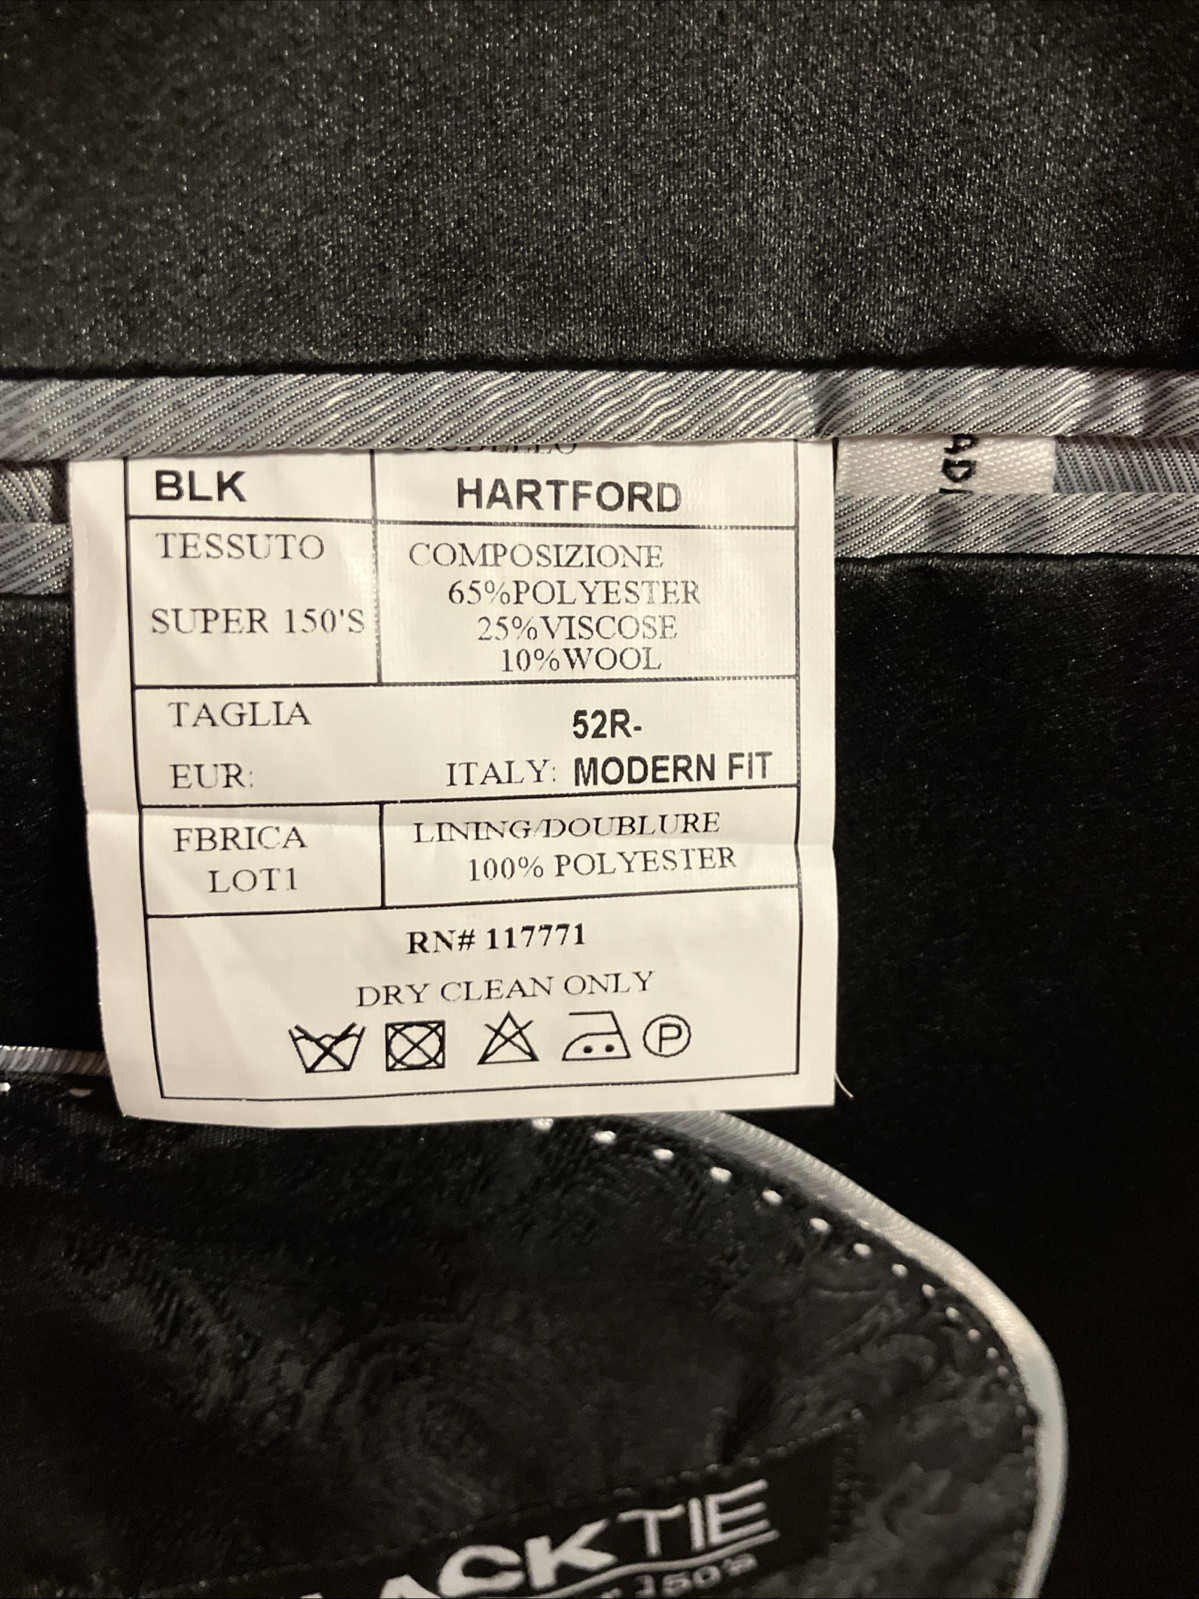 BLK
HARTFORD
TESSUTO
SUPER 150'S
COMPOSIZIONE
65%POLYESTER
25%VISCOSE
10%WOOL
TAGLIA
52R-
EUR:
ITALY: MODERN FIT
FBRICA
LOT1
LINING/DOUBLURE
100% POLYESTER
RN# 117771
DRY CLEAN ONLY
P
ACKTIE
150's